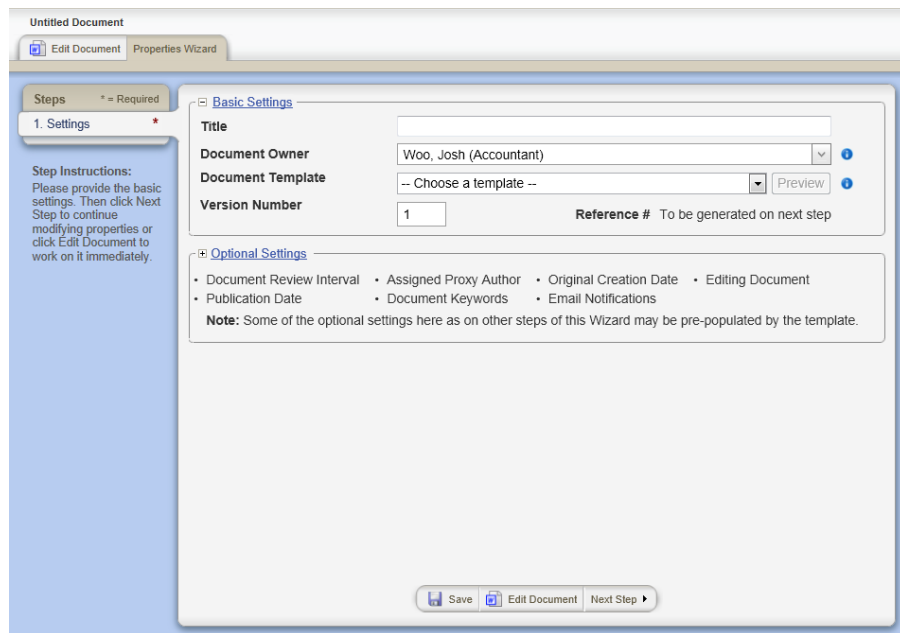 Untitled Document
Edit Document Properties Wizard
Steps * = Required
1. Settings *
Step Instructions:
Please provide the basic
settings. Then click Next
Step to continue
modifying properties or
click Edit Document to
work on it immediately.
Basic Settings
Title
Document Owner Woo, Josh (Accountant)
Document Template -- Choose a template -- Preview
Version Number 1 Reference # To be generated on next step
Optional Settings
• Document Review Interval • Assigned Proxy Author • Original Creation Date • Editing Document
• Publication Date • Document Keywords • Email Notifications
Note: Some of the optional settings here as on other steps of this Wizard may be pre-populated by the template.
Save Edit Document Next Step